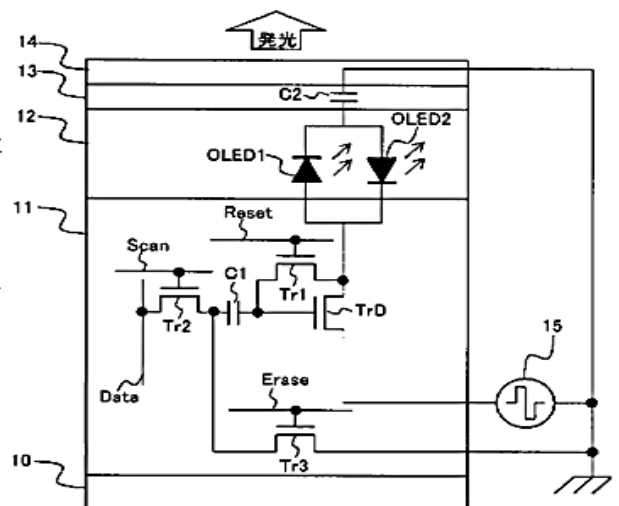 発光
14
13
C2
12
OLED2
OLED1
11
Reset
Scan
C1
Tr1
Tr2
TrD
15
Data
Erase
Tr3
10